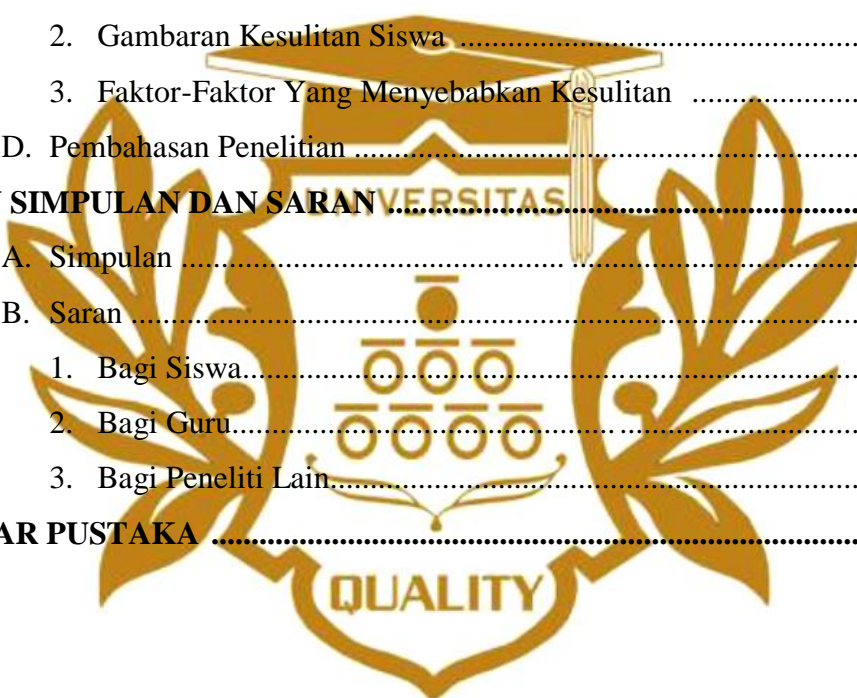 2. Gambaran Kesulitan Siswa ........................................
3. Faktor-Faktor Yang Menyebabkan Kesulitan ..................
D. Pembahasan Penelitian ......................................................
SIMPULAN DAN SARAN ..................................................
UNIVERSITAS
A. Simpulan ..........................................................................
B. Saran ................................................................................
1. Bagi Siswa.................................................................
2. Bagi Guru..................................................................
3. Bagi Peneliti Lain......................................................
AR PUSTAKA ......................................................................
QUALITY